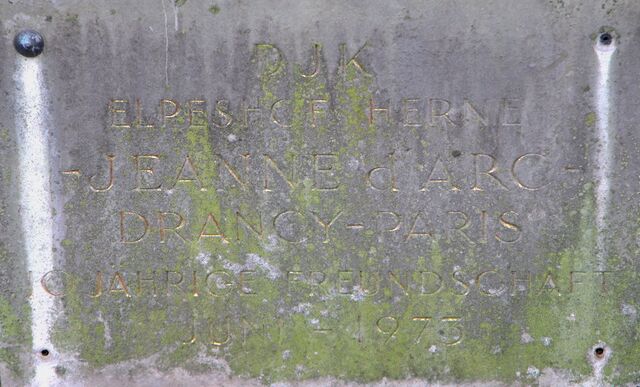 DJK
ELPESHOF HERNE
-JEANNE d'ARC-
DRANCY-PARIS
10 JÄHRIGE FREUNDSCHAFT
JUNI - 1973